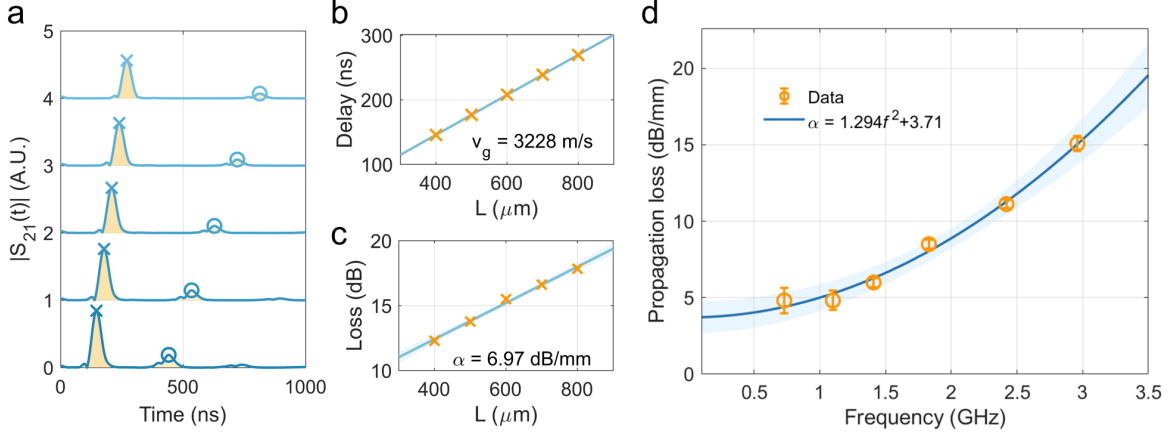 a
5
4
3
2
1
0
|S21(t)| (A.U.)
0
500
1000
Time (ns)
b
300
200
100
Delay (ns)
vg = 3228 m/s
400
600
800
L (μm)
c
20
15
10
Loss (dB)
α = 6.97 dB/mm
400
600
800
L (μm)
d
20
15
10
5
0
Propagation loss (dB/mm)
Data
α = 1.294f²+3.71
0.5
1
1.5
2
2.5
3
3.5
Frequency (GHz)